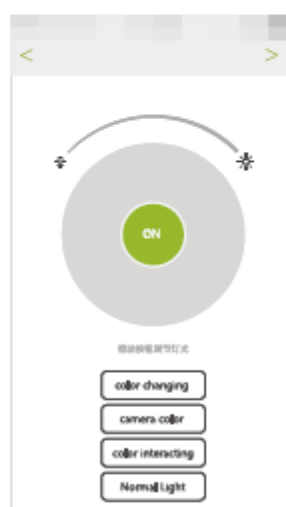 < >
ON
color changing
camera color
color interacting
Normal Light